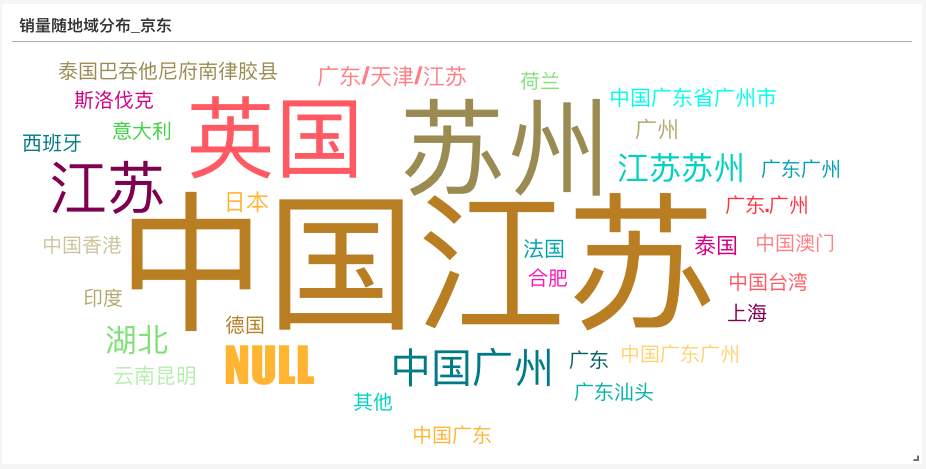 销量随地域分布_京东
泰国巴吞他尼府南律胶县
广东/天津/江苏
荷兰
斯洛伐克
中国广东省广州市
西班牙
意大利
英国
苏州
广州
江苏
江苏苏州
广东广州
日本
中国江苏
广东.广州
中国香港
法国
泰国
中国澳门
合肥
中国台湾
印度
上海
德国
湖北
NULL
中国广州
广东
中国广东广州
云南昆明
其他
广东汕头
中国广东